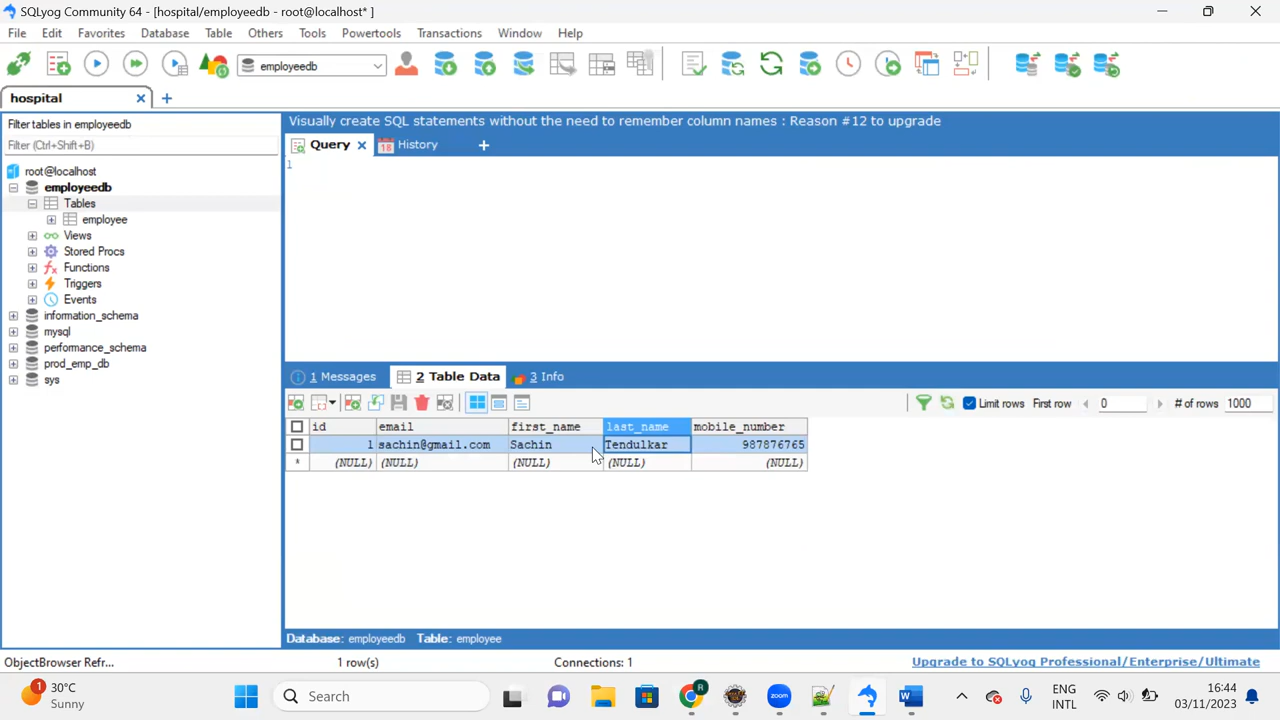 SQLyog Community 64 - [hospital/employeedb - root@localhost* ]
File Edit Favorites Database Table Others Tools Powertools Transactions Window Help
employeedb
hospital
Filter tables in employeedb
Filter (Ctrl+Shift+B)
root@localhost
employeedb
Tables
employee
Views
Stored Procs
Functions
Triggers
Events
information_schema
mysql
performance_schema
prod_emp_db
sys
Visually create SQL statements without the need to remember column names : Reason #12 to upgrade
Query 18 History
1
1 Messages 2 Table Data 3 Info
Limit rows First row 0 # of rows 1000
id email first_name last_name mobile_number
1 sachin@gmail.com Sachin Tendulkar 987876765
* (NULL) (NULL) (NULL) (NULL) (NULL)
Database: employeedb Table: employee
ObjectBrowser Refr... 1 row(s) Connections: 1 Upgrade to SQLyog Professional/Enterprise/Ultimate
1 30°C
Sunny
Search
R
W
ENG
INTL
16:44
03/11/2023